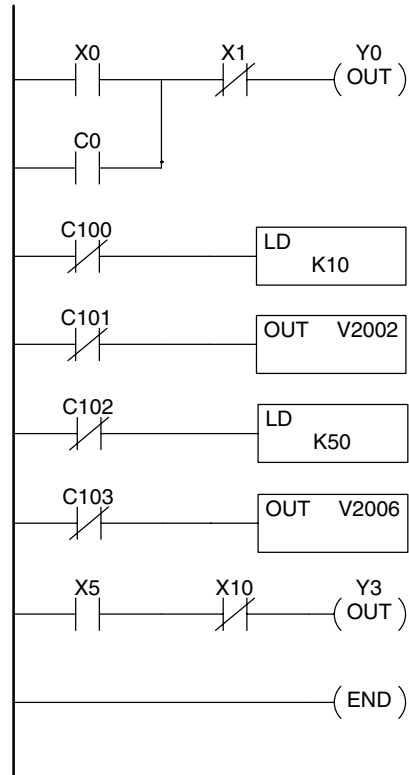 X0 X1 Y0
OUT
C0
C100
LD
K10
C101
OUT V2002
C102
LD
K50
C103
OUT V2006
X5 X10 Y3
OUT
END